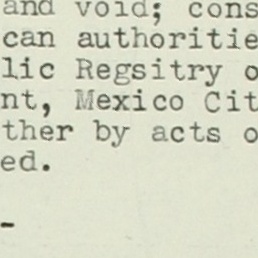 and void; cons
can authoritie
lic Regsitry o
nt, Mexico Cit
ther by acts o
ed.
-